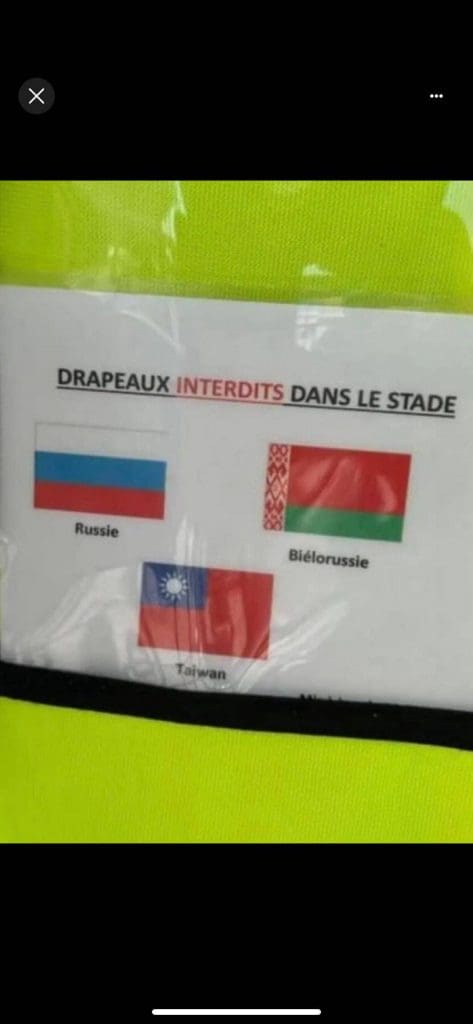 DRAPEAUX INTERDITS DANS LE STADE
Russie
Biélorussie
Taiwan